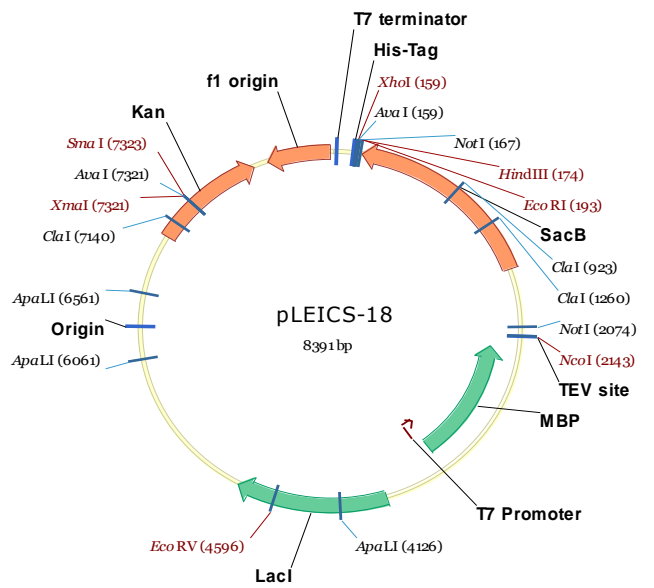 T7 terminator
His-Tag
XhoI (159)
AvaI (159)
NotI (167)
HindIII (174)
EcoRI (193)
SacB
ClaI (923)
ClaI (1260)
NotI (2074)
NcoI (2143)
TEV site
MBP
T7 Promoter
ApaLI (4126)
LacI
EcoRV (4596)
ApaLI (6061)
Origin
ApaLI (6561)
ClaI (7140)
XmaI (7321)
AvaI (7321)
SmaI (7323)
Kan
f1 origin
pLEICS-18
8391 bp